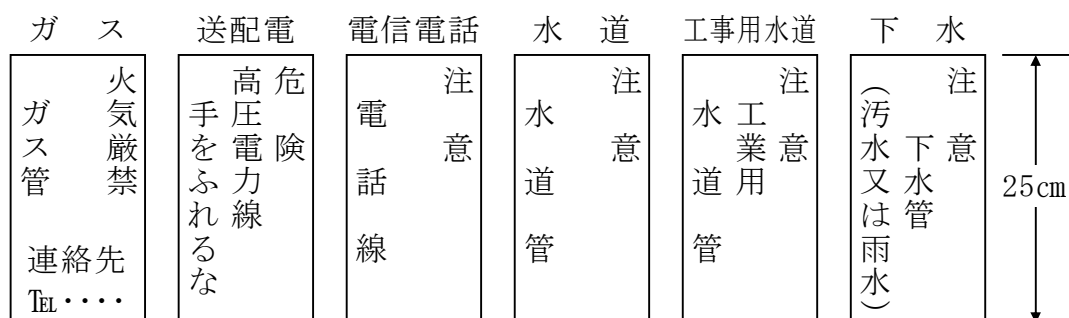 ガス
火気厳禁
ガス管
連絡先
℡・・・・
送配電
危険
高圧電力線
手をふれるな
電信電話
注意
電話線
水道
注意
水道管
工事用水道
注意
工業用
水道管
下水
注意
下水管
（汚水又は雨水）
25cm